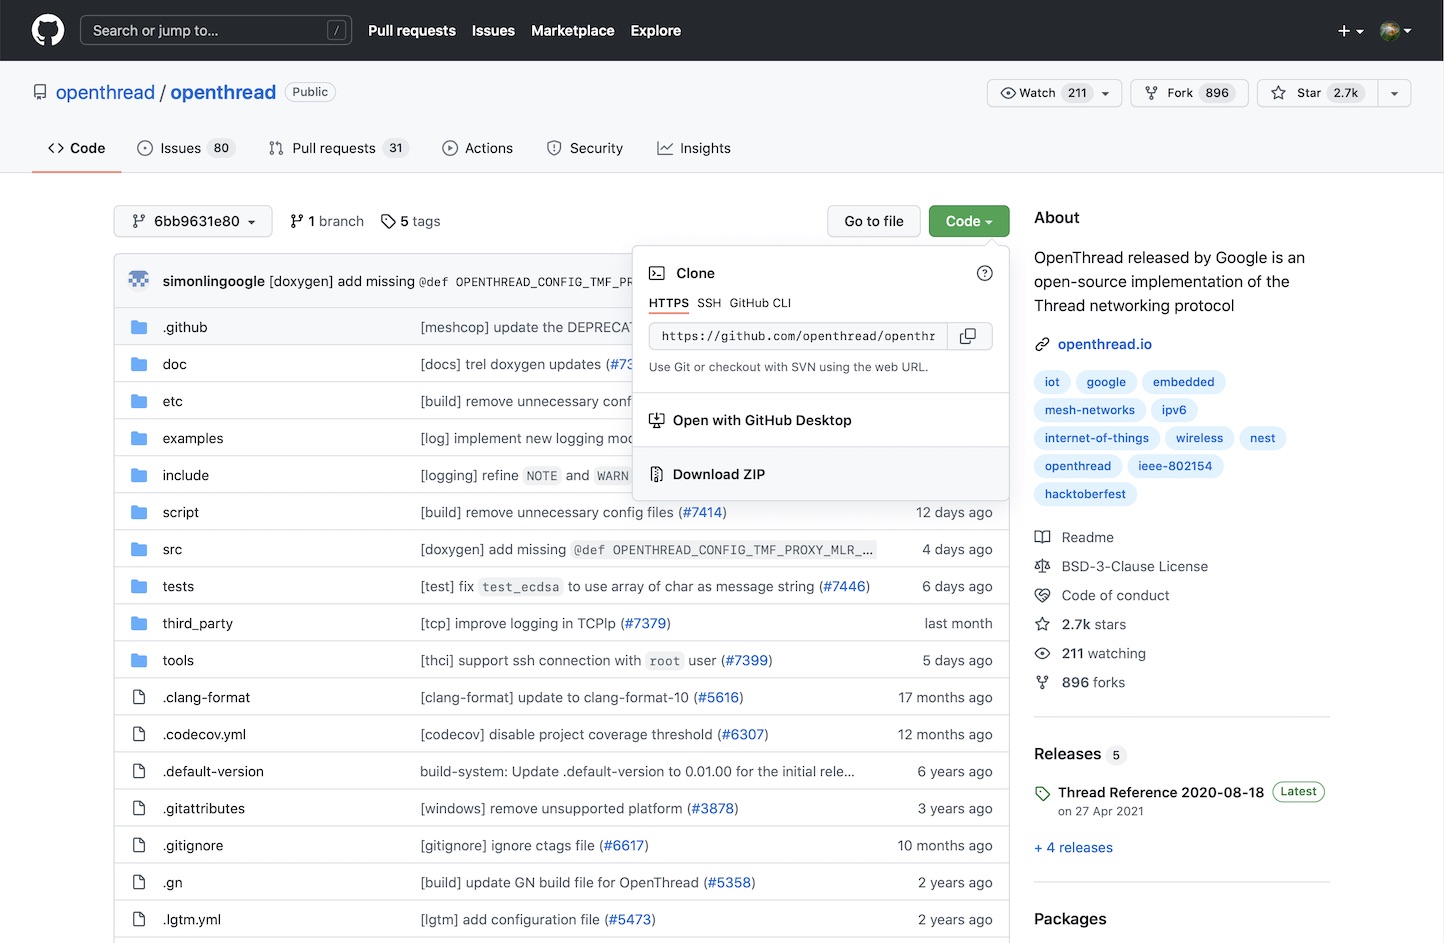 Search or jump to... /
Pull requests Issues Marketplace Explore
openthread / openthread Public
Watch 211 Fork 896 Star 2.7k
Code Issues 80 Pull requests 31 Actions Security Insights
6bb9631e80 1 branch 5 tags Go to file Code
simonlingoogle [doxygen] add missing @def OPENTHREAD_CONFIG_TMF_PR
.github [meshcop] update the DEPRECA
doc [docs] trel doxygen updates (#73
etc [build] remove unnecessary conf
examples [log] implement new logging mo
include [logging] refine NOTE and WARN
script [build] remove unnecessary config files (#7414) 12 days ago
src [doxygen] add missing @def OPENTHREAD_CONFIG_TMF_PROXY_MLR_... 4 days ago
tests [test] fix test_ecdsa to use array of char as message string (#7446) 6 days ago
third_party [tcp] improve logging in TCPIp (#7379) last month
tools [thci] support ssh connection with root user (#7399) 5 days ago
.clang-format [clang-format] update to clang-format-10 (#5616) 17 months ago
.codecov.yml [codecov] disable project coverage threshold (#6307) 12 months ago
.default-version build-system: Update .default-version to 0.01.00 for the initial rele... 6 years ago
.gitattributes [windows] remove unsupported platform (#3878) 3 years ago
.gitignore [gitignore] ignore ctags file (#6617) 10 months ago
.gn [build] update GN build file for OpenThread (#5358) 2 years ago
.lgtm.yml [lgtm] add configuration file (#5473) 2 years ago
Clone
HTTPS SSH GitHub CLI
https://github.com/openthread/openthr
Use Git or checkout with SVN using the web URL.
Open with GitHub Desktop
Download ZIP
About
OpenThread released by Google is an
open-source implementation of the
Thread networking protocol
openthread.io
iot google embedded
mesh-networks ipv6
internet-of-things wireless nest
openthread ieee-802154
hacktoberfest
Readme
BSD-3-Clause License
Code of conduct
2.7k stars
211 watching
896 forks
Releases 5
Thread Reference 2020-08-18 Latest
on 27 Apr 2021
+ 4 releases
Packages